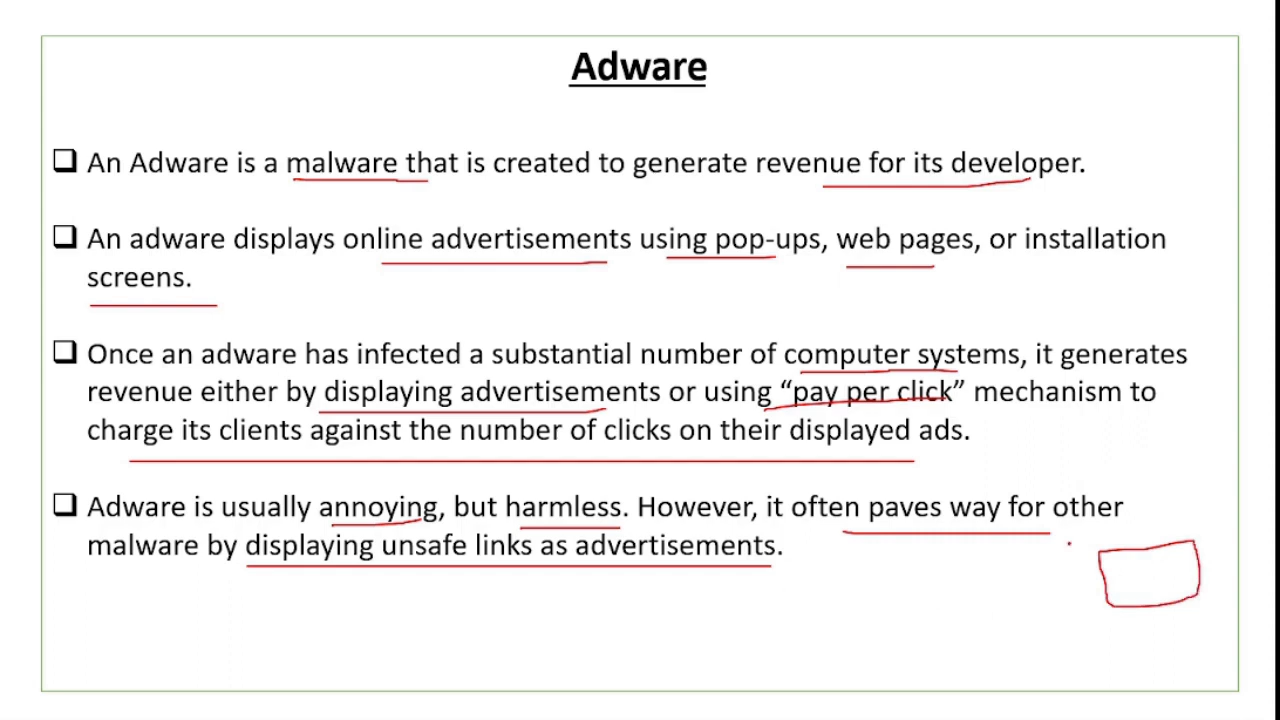 Adware
An Adware is a malware that is created to generate revenue for its developer.
An adware displays online advertisements using pop-ups, web pages, or installation
screens.
Once an adware has infected a substantial number of computer systems, it generates
revenue either by displaying advertisements or using “pay per click” mechanism to
charge its clients against the number of clicks on their displayed ads.
Adware is usually annoying, but harmless. However, it often paves way for other
malware by displaying unsafe links as advertisements.